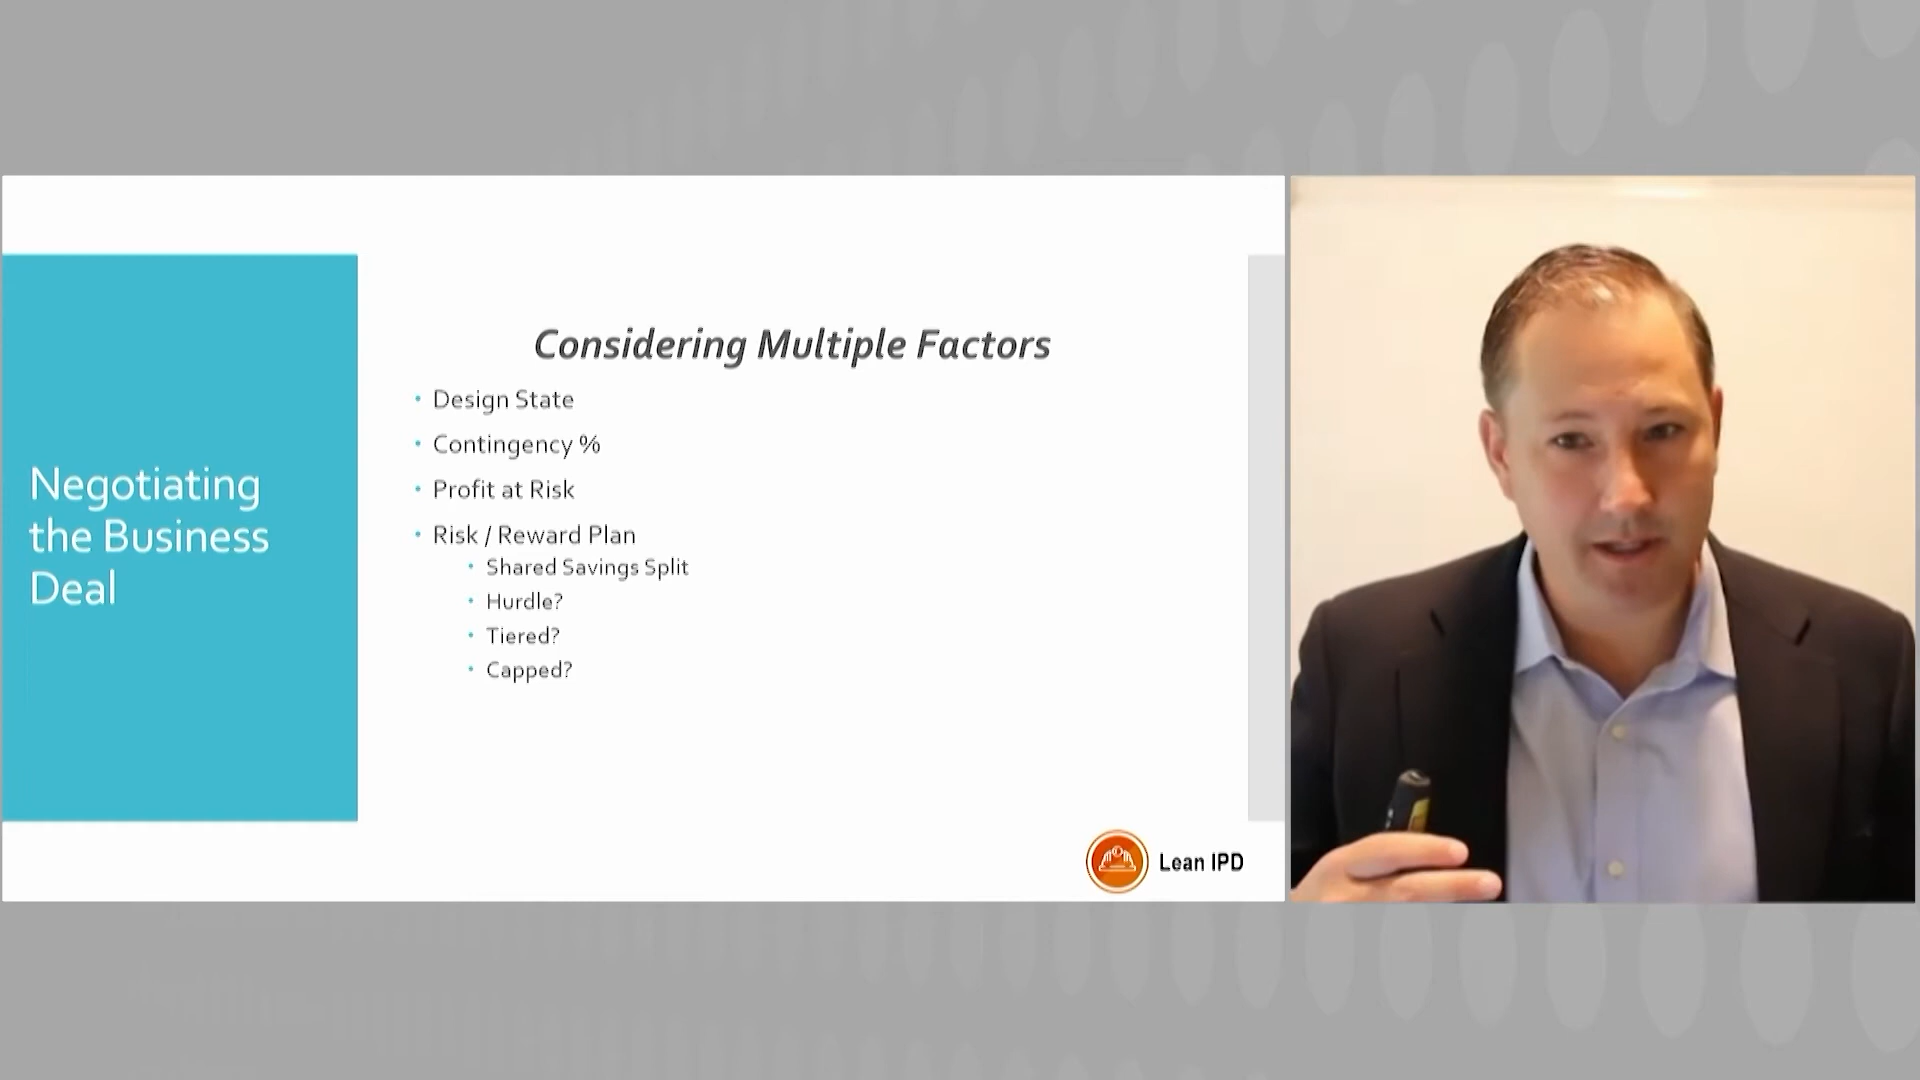 Negotiating
the Business
Deal
Considering Multiple Factors
• Design State
• Contingency %
• Profit at Risk
• Risk / Reward Plan
• Shared Savings Split
• Hurdle?
• Tiered?
• Capped?
Lean IPD